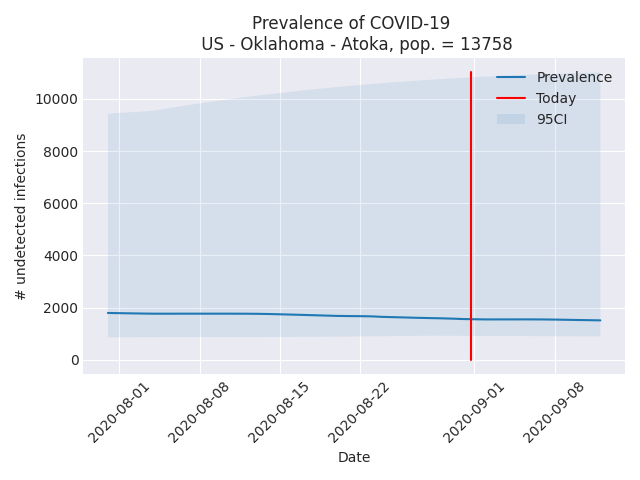 Prevalence of COVID-19
US - Oklahoma - Atoka, pop. = 13758
Prevalence
Today
95CI
# undetected infections
10000
8000
6000
4000
2000
0
2020-08-01
2020-08-08
2020-08-15
2020-08-22
2020-09-01
2020-09-08
Date